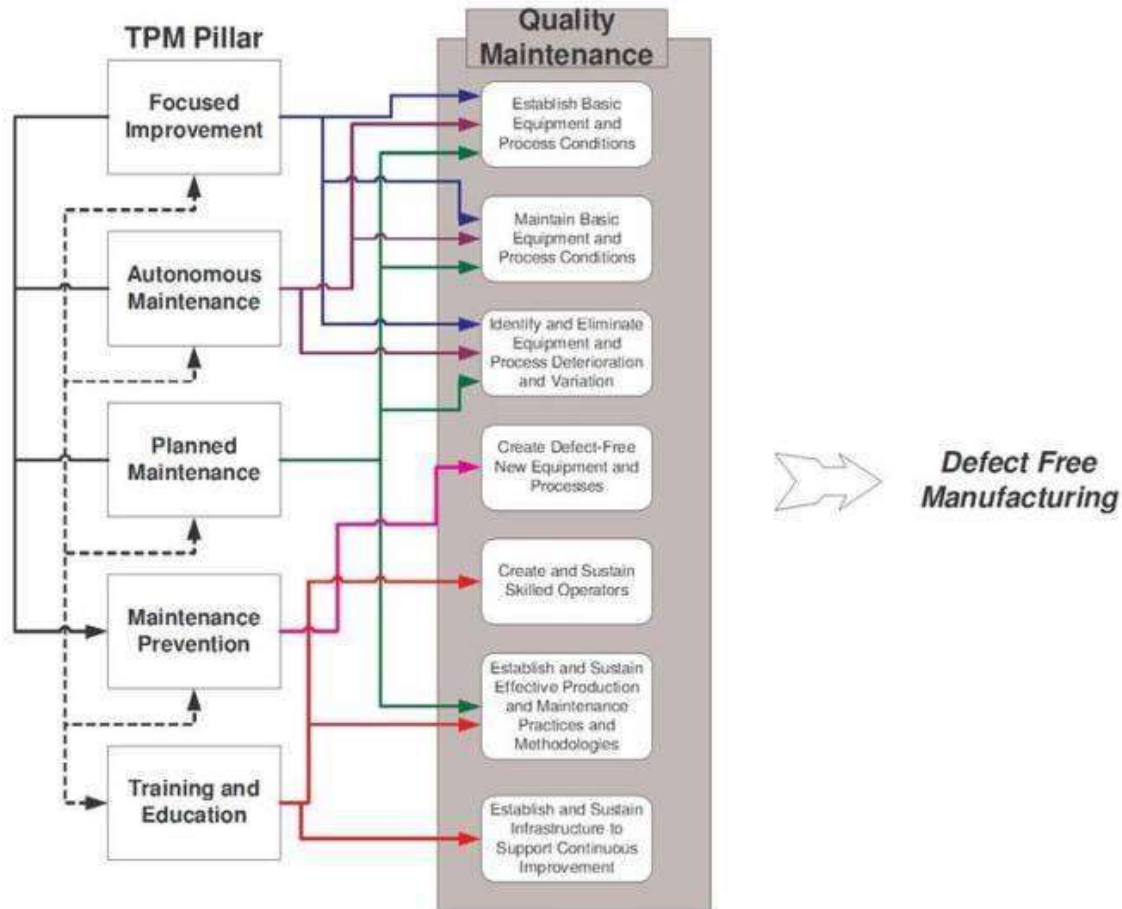 TPM Pillar
Focused
Improvement
Autonomous
Maintenance
Planned
Maintenance
Maintenance
Prevention
Training and
Education
Quality
Maintenance
Establish Basic
Equipment and
Process Conditions
Maintain Basic
Equipment and
Process Conditions
Identify and Eliminate
Equipment and
Process Deterioration
and Variation
Create Defect-Free
New Equipment and
Processes
Create and Sustain
Skilled Operators
Establish and Sustain
Effective Production
and Maintenance
Practices and
Methodologies
Establish and Sustain
Infrastructure to
Support Continuous
Improvement
Defect Free
Manufacturing